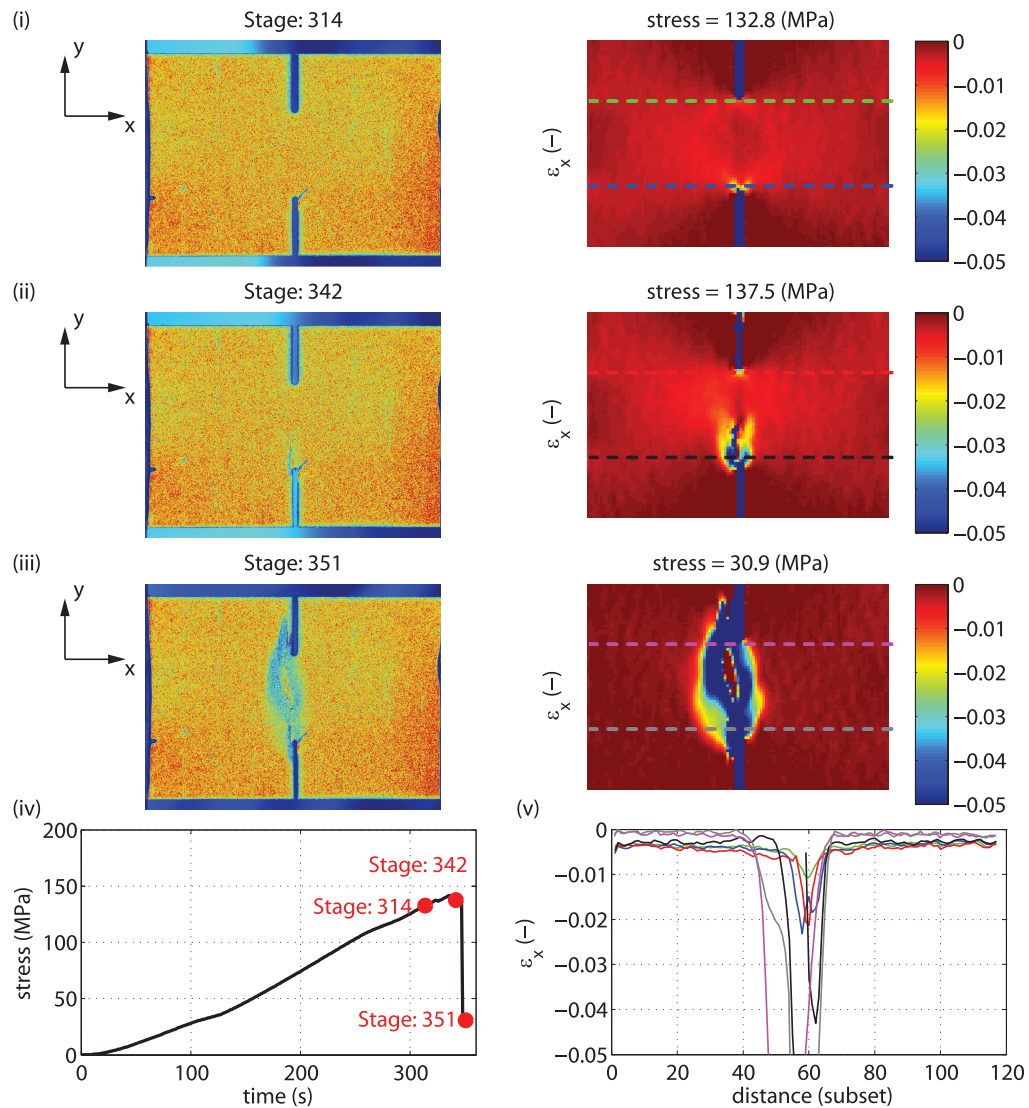 (i)
Stage: 314
stress = 132.8 (MPa)
y
x
εx (–)
0
−0.01
−0.02
−0.03
−0.04
−0.05
(ii)
Stage: 342
stress = 137.5 (MPa)
y
x
εx (–)
0
−0.01
−0.02
−0.03
−0.04
−0.05
(iii)
Stage: 351
stress = 30.9 (MPa)
y
x
εx (–)
0
−0.01
−0.02
−0.03
−0.04
−0.05
(iv)
200
150
100
50
0
stress (MPa)
Stage: 342
Stage: 314
Stage: 351
0
100
200
300
time (s)
(v)
0
−0.01
−0.02
−0.03
−0.04
−0.05
εx (–)
0
20
40
60
80
100
120
distance (subset)